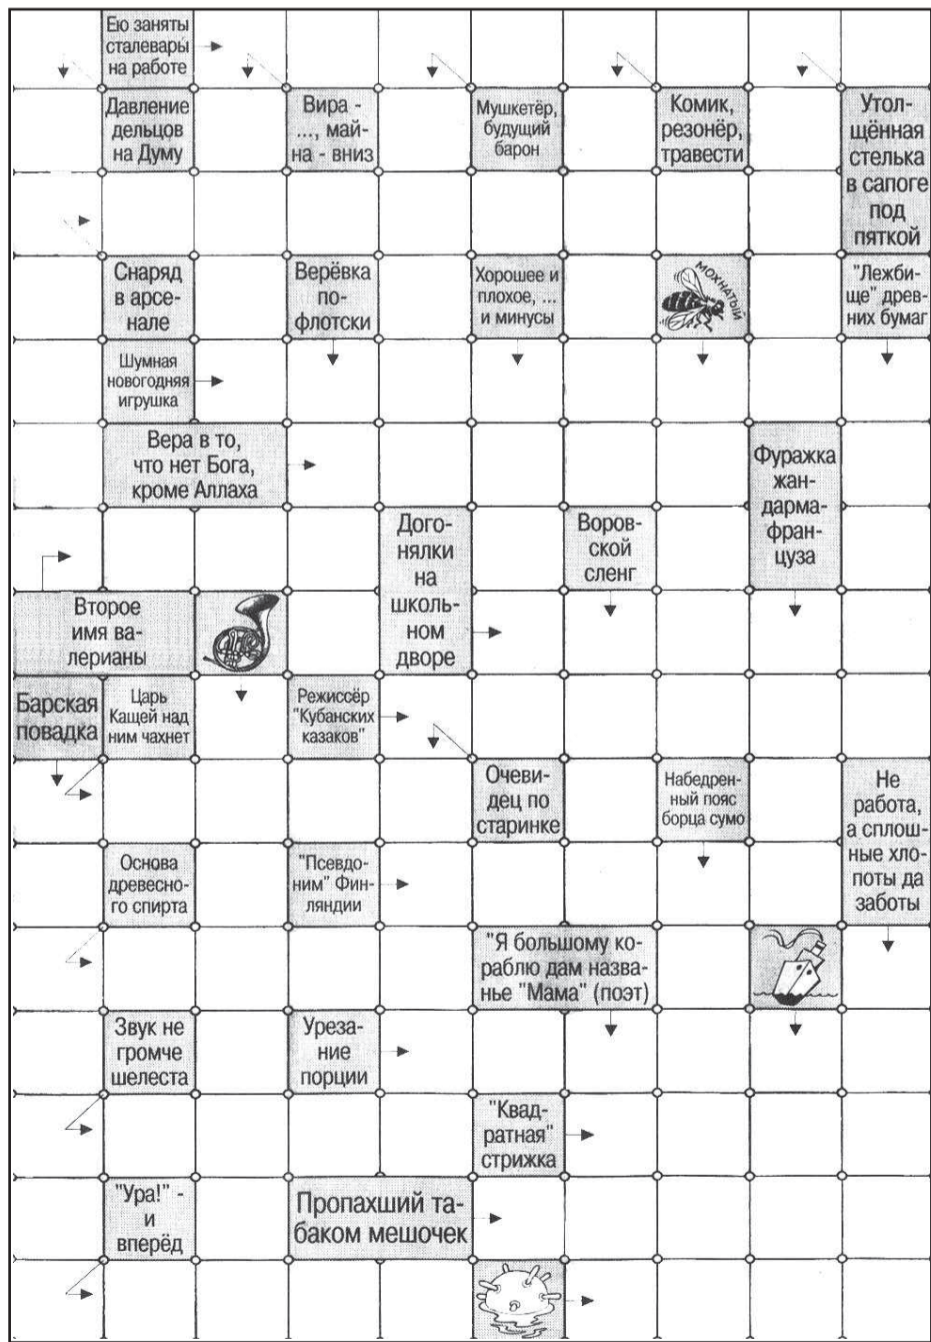 Ею заняты
сталевары
на работе
Давление
дельцов
на Думу
Вира -
..., май-
на - вниз
Мушкетёр,
будущий
барон
Комик,
резонёр,
травести
Утол-
щённая
стелька
в сапоге
под
пяткой
Снаряд
в арсе-
нале
Верёвка
по-
флотски
Хорошее и
плохое, ...
и минусы
МОХНАТЫЙ
"Лежби-
ще" древ-
них бумаг
Шумная
новогодняя
игрушка
Вера в то,
что нет Бога,
кроме Аллаха
Фуражка
жан-
дарма-
фран-
цуза
Дого-
нялки
на
школь-
ном
дворе
Воров-
ской
сленг
Второе
имя ва-
лерианы
Барская
повадка
Царь
Кащей над
ним чахнет
Режиссёр
"Кубанских
казаков"
Очеви-
дец по
старинке
Набедрен-
ный пояс
борца сумо
Не
работа,
а сплош-
ные хло-
поты да
заботы
Основа
древесно-
го спирта
"Псевдо-
ним" Фин-
ляндии
"Я большому ко-
раблю дам назва-
нье "Мама" (поэт)
Звук не
громче
шелеста
Уреза-
ние
порции
"Квад-
ратная"
стрижка
"Ура!" -
и
вперёд
Пропахший та-
баком мешочек